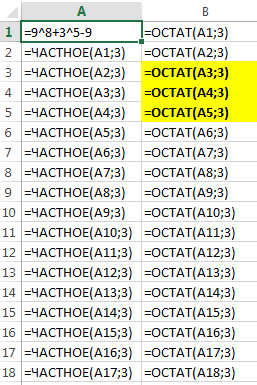 A B
1 =9^8+3^5-9 =ОСТАТ(A1;3)
2 =ЧАСТНОЕ(A1;3) =ОСТАТ(A2;3)
3 =ЧАСТНОЕ(A2;3) =ОСТАТ(A3;3)
4 =ЧАСТНОЕ(A3;3) =ОСТАТ(A4;3)
5 =ЧАСТНОЕ(A4;3) =ОСТАТ(A5;3)
6 =ЧАСТНОЕ(A5;3) =ОСТАТ(A6;3)
7 =ЧАСТНОЕ(A6;3) =ОСТАТ(A7;3)
8 =ЧАСТНОЕ(A7;3) =ОСТАТ(A8;3)
9 =ЧАСТНОЕ(A8;3) =ОСТАТ(A9;3)
10 =ЧАСТНОЕ(A9;3) =ОСТАТ(A10;3)
11 =ЧАСТНОЕ(A10;3) =ОСТАТ(A11;3)
12 =ЧАСТНОЕ(A11;3) =ОСТАТ(A12;3)
13 =ЧАСТНОЕ(A12;3) =ОСТАТ(A13;3)
14 =ЧАСТНОЕ(A13;3) =ОСТАТ(A14;3)
15 =ЧАСТНОЕ(A14;3) =ОСТАТ(A15;3)
16 =ЧАСТНОЕ(A15;3) =ОСТАТ(A16;3)
17 =ЧАСТНОЕ(A16;3) =ОСТАТ(A17;3)
18 =ЧАСТНОЕ(A17;3) =ОСТАТ(A18;3)